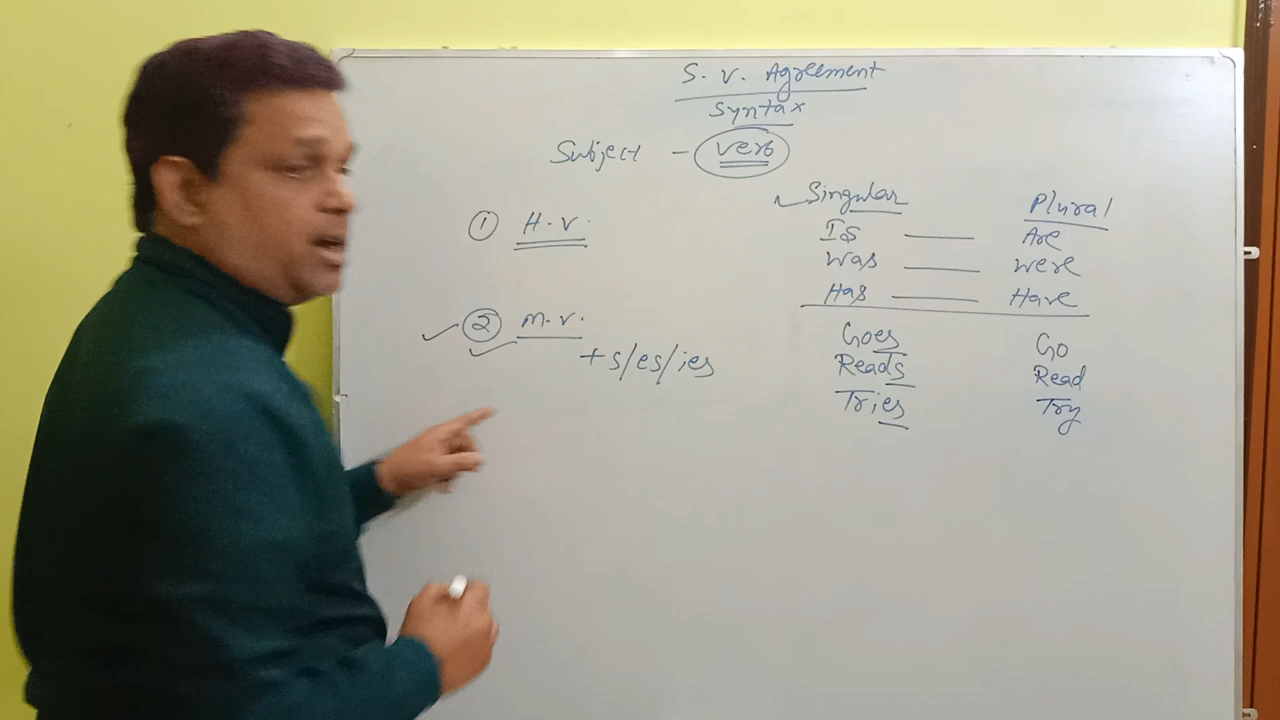 S. V. Agreement
Syntax
Subject - Verb
① H.V.
② M.V.
+ s/es/ies
Singular Plural
Is Are
Was Were
Has Have
Goes Go
Reads Read
Tries Try